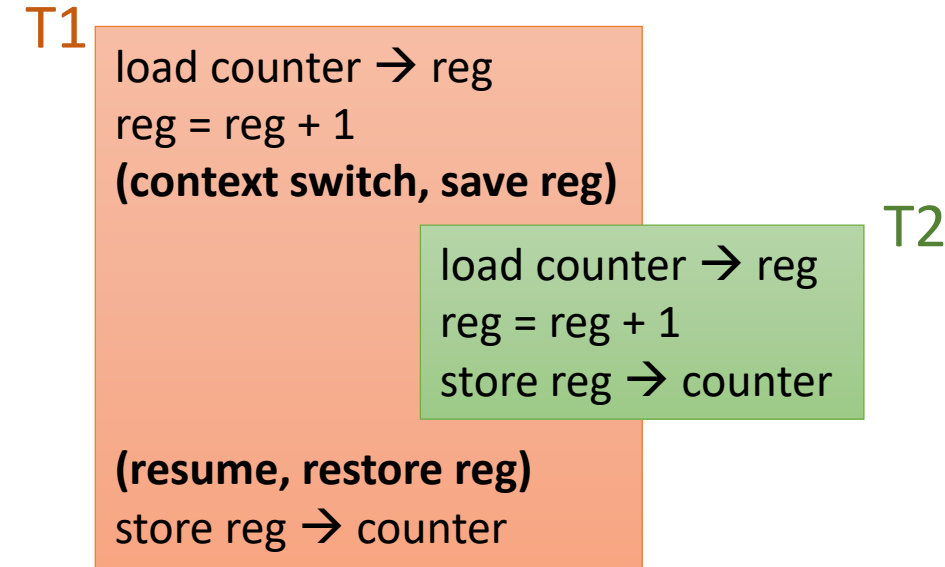 T1
load counter → reg
reg = reg + 1
(context switch, save reg)
T2
load counter → reg
reg = reg + 1
store reg → counter
(resume, restore reg)
store reg → counter